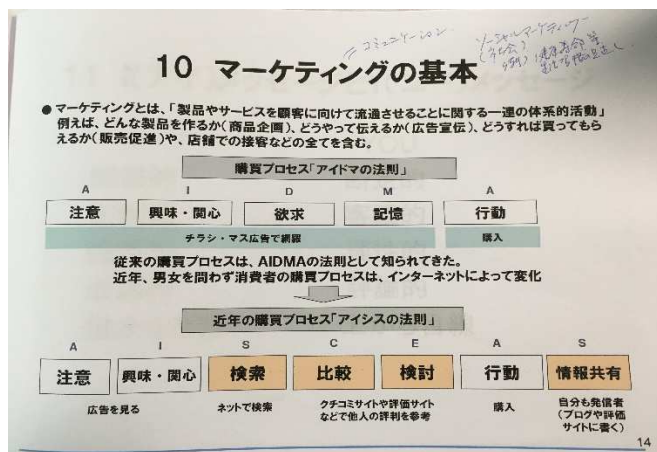 =コミュニケーション
ソーシャルマーケティング
(社会)
例)健康寿命
10 マーケティングの基本
●マーケティングとは、「製品やサービスを顧客に向けて流通させることに関する一連の体系的活動」
例えば、どんな製品を作るか(商品企画)、どうやって伝えるか(広告宣伝)、どうすれば買ってもら
えるか(販売促進)や、店舗での接客などの全てを含む。
購買プロセス「アイドマの法則」
A I D M A
注意 興味・関心 欲求 記憶 行動
チラシ・マス広告で網羅 購入
従来の購買プロセスは、AIDMAの法則として知られてきた。
近年、男女を問わず消費者の購買プロセスは、インターネットによって変化
近年の購買プロセス「アイシスの法則」
A I S C E A S
注意 興味・関心 検索 比較 検討 行動 情報共有
広告を見る ネットで検索 クチコミサイトや評価サイト 購入 自分も発信者
などで他人の評判を参考 (ブログや評価
サイトに書く)
14